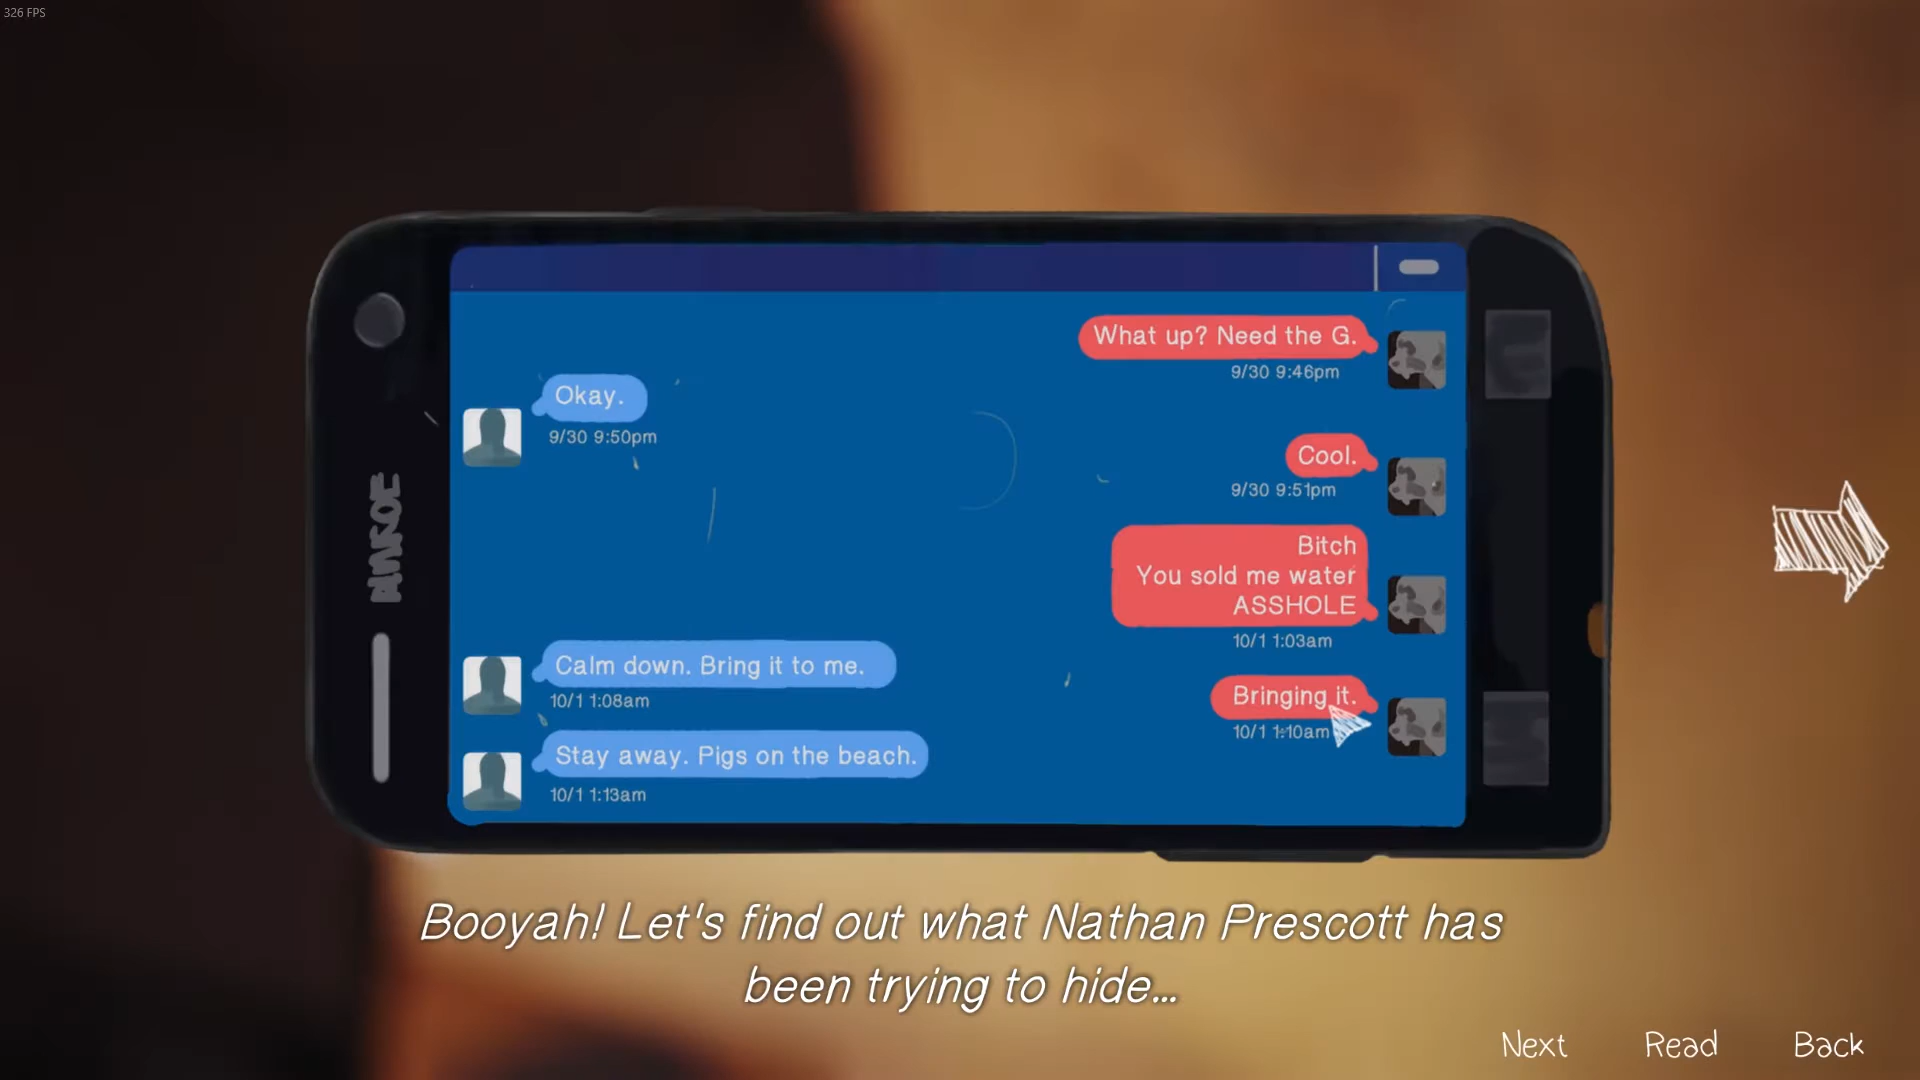 326 FPS
What up? Need the G.
9/30 9:46pm
Okay.
9/30 9:50pm
Cool.
9/30 9:51pm
Bitch
You sold me water
ASSHOLE
10/1 1:03am
Calm down. Bring it to me.
10/1 1:08am
Bringing it.
10/1 1:10am
Stay away. Pigs on the beach.
10/1 1:13am
Booyah! Let's find out what Nathan Prescott has
been trying to hide...
Next Read Back